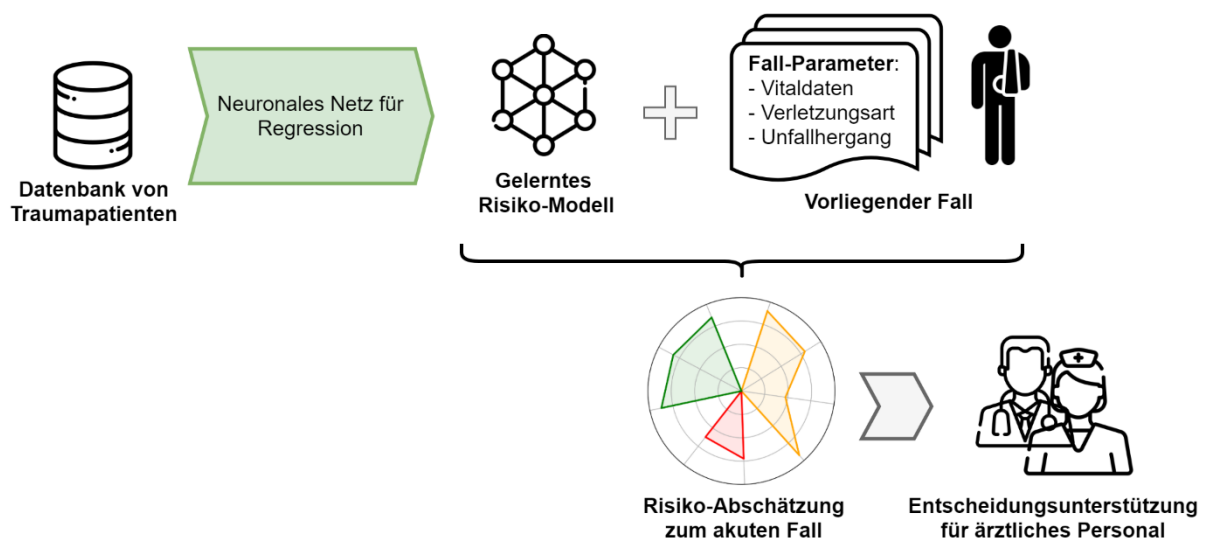 Neuronales Netz für
Regression
Datenbank von
Traumapatienten
Gelerntes
Risiko-Modell
Fall-Parameter:
- Vitaldaten
- Verletzungsart
- Unfallhergang
Vorliegender Fall
Risiko-Abschätzung
zum akuten Fall
Entscheidungsunterstützung
für ärztliches Personal